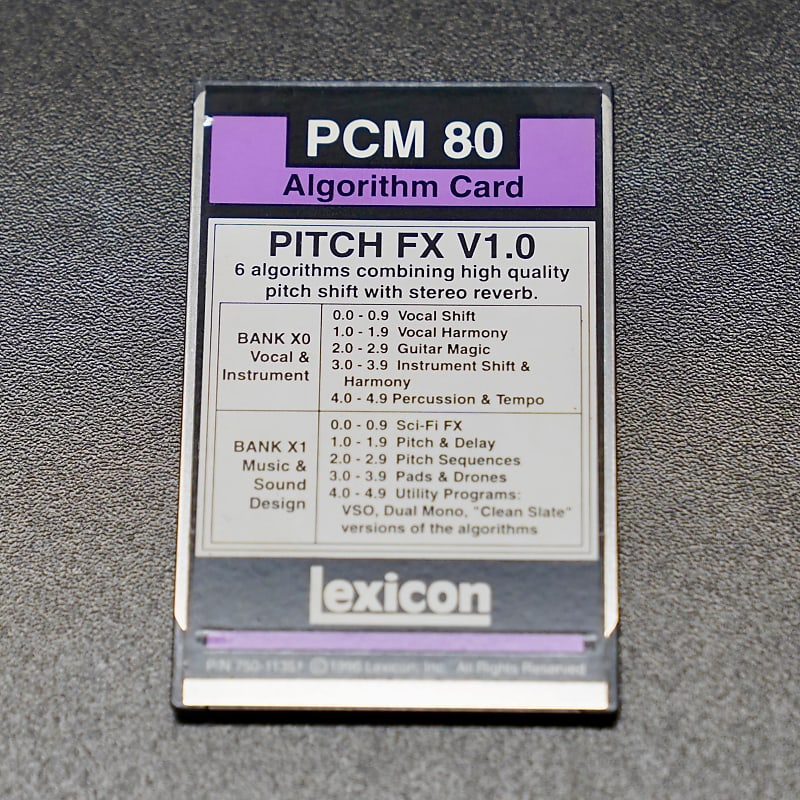 PCM 80
Algorithm Card
PITCH FX V1.0
6 algorithms combining high quality
pitch shift with stereo reverb.
BANK X0
Vocal &
Instrument
0.0 - 0.9 Vocal Shift
1.0 - 1.9 Vocal Harmony
2.0 - 2.9 Guitar Magic
3.0 - 3.9 Instrument Shift &
Harmony
4.0 - 4.9 Percussion & Tempo
BANK X1
Music &
Sound
Design
0.0 - 0.9 Sci-Fi FX
1.0 - 1.9 Pitch & Delay
2.0 - 2.9 Pitch Sequences
3.0 - 3.9 Pads & Drones
4.0 - 4.9 Utility Programs:
VSO, Dual Mono, "Clean Slate"
versions of the algorithms
lexicon
P/N 750-11351 ©1996 Lexicon, Inc. All Rights Reserved